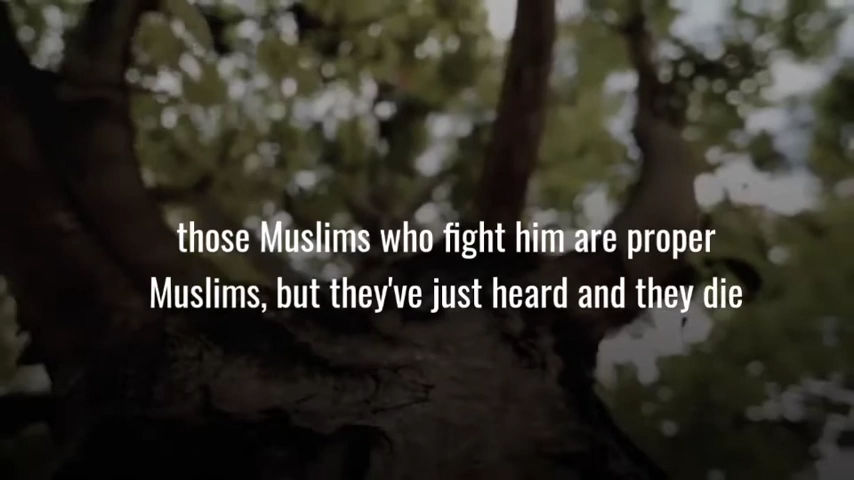 those Muslims who fight him are proper
Muslims, but they've just heard and they die